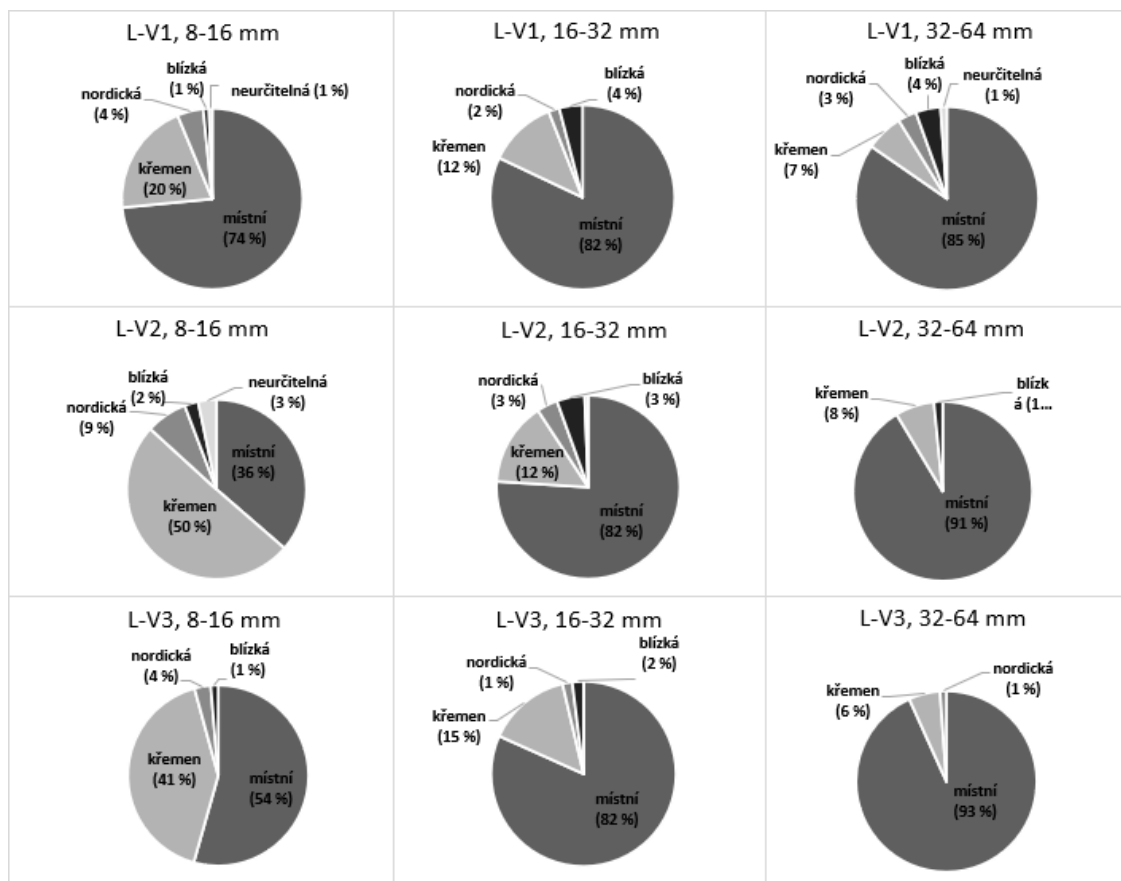 L-V1, 8-16 mm
blízká
(1 %)
neurčitelná (1 %)
nordická
(4 %)
křemen
(20 %)
místní
(74 %)
L-V1, 16-32 mm
nordická
(2 %)
blízká
(4 %)
křemen
(12 %)
místní
(82 %)
L-V1, 32-64 mm
nordická
(3 %)
blízká
(4 %)
neurčitelná
(1 %)
křemen
(7 %)
místní
(85 %)
L-V2, 8-16 mm
blízká
(2 %)
neurčitelná
(3 %)
nordická
(9 %)
místní
(36 %)
křemen
(50 %)
L-V2, 16-32 mm
nordická
(3 %)
blízká
(3 %)
křemen
(12 %)
místní
(82 %)
L-V2, 32-64 mm
křemen
(8 %)
blízk
á (1...
místní
(91 %)
L-V3, 8-16 mm
nordická
(4 %)
blízká
(1 %)
křemen
(41 %)
místní
(54 %)
L-V3, 16-32 mm
nordická
(1 %)
blízká
(2 %)
křemen
(15 %)
místní
(82 %)
L-V3, 32-64 mm
křemen
(6 %)
nordická
(1 %)
místní
(93 %)